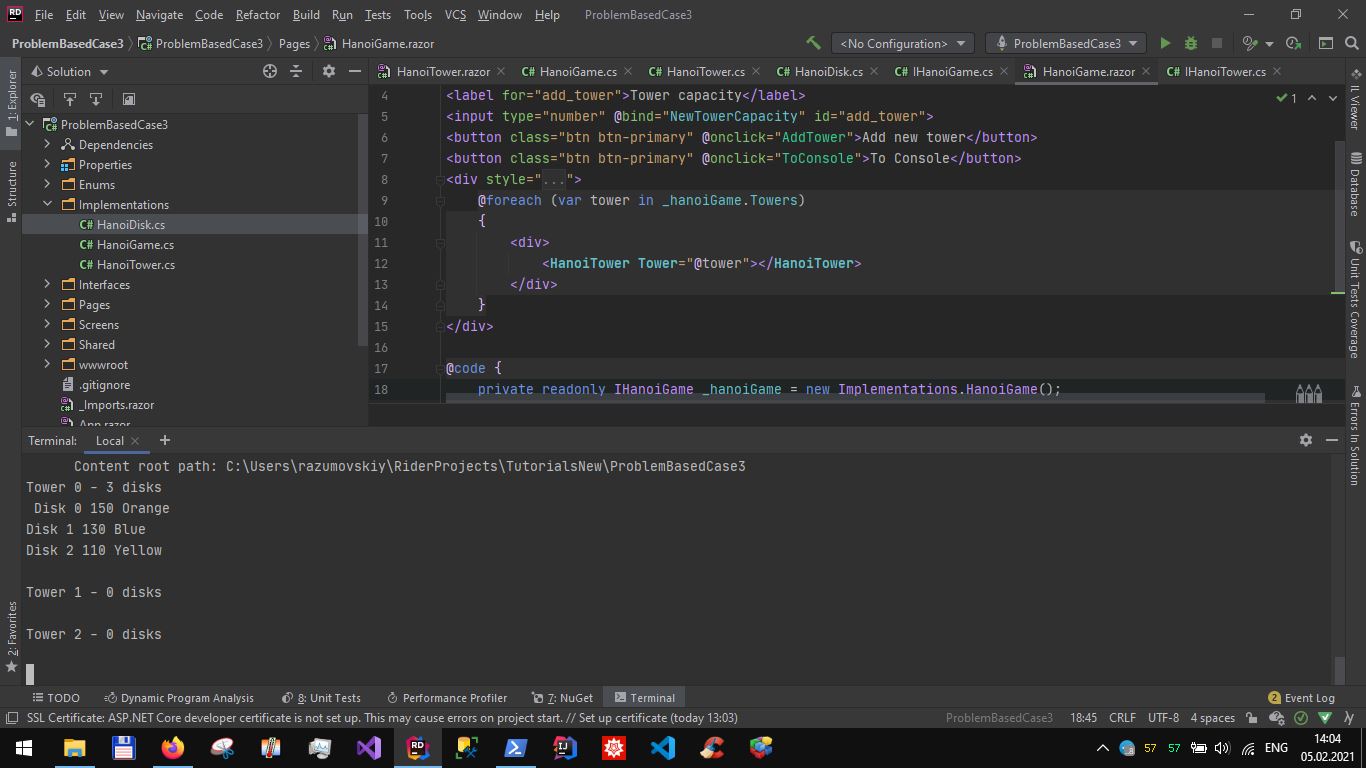 RD File Edit View Navigate Code Refactor Build Run Tests Tools VCS Window Help ProblemBasedCase3
ProblemBasedCase3 ProblemBasedCase3 Pages HanoiGame.razor <No Configuration> ProblemBasedCase3
Solution
HanoiTower.razor C# HanoiGame.cs C# HanoiTower.cs C# HanoiDisk.cs C# IHanoiGame.cs HanoiGame.razor C# IHanoiTower.cs
1: Explorer
Structure
2: Favorites
ProblemBasedCase3
Dependencies
Properties
Enums
Implementations
C# HanoiDisk.cs
C# HanoiGame.cs
C# HanoiTower.cs
Interfaces
Pages
Screens
Shared
wwwroot
.gitignore
_Imports.razor
App.razor
4 <label for="add_tower">Tower capacity</label>
5 <input type="number" @bind="NewTowerCapacity" id="add_tower">
6 <button class="btn btn-primary" @onclick="AddTower">Add new tower</button>
7 <button class="btn btn-primary" @onclick="ToConsole">To Console</button>
8 <div style="...">
9 @foreach (var tower in _hanoiGame.Towers)
10 {
11 <div>
12 <HanoiTower Tower="@tower"></HanoiTower>
13 </div>
14 }
15 </div>
16
17 @code {
18 private readonly IHanoiGame _hanoiGame = new Implementations.HanoiGame();
1
IL Viewer
Database
Unit Tests Coverage
Errors In Solution
Terminal: Local
Content root path: C:\Users\razumovskiy\RiderProjects\TutorialsNew\ProblemBasedCase3
Tower 0 - 3 disks
Disk 0 150 Orange
Disk 1 130 Blue
Disk 2 110 Yellow
Tower 1 - 0 disks
Tower 2 - 0 disks
TODO Dynamic Program Analysis 8: Unit Tests Performance Profiler 7: NuGet Terminal 2 Event Log
SSL Certificate: ASP.NET Core developer certificate is not set up. This may cause errors on project start. // Set up certificate (today 13:03) ProblemBasedCase3 18:45 CRLF UTF-8 4 spaces
57 57 ENG 14:04
05.02.2021